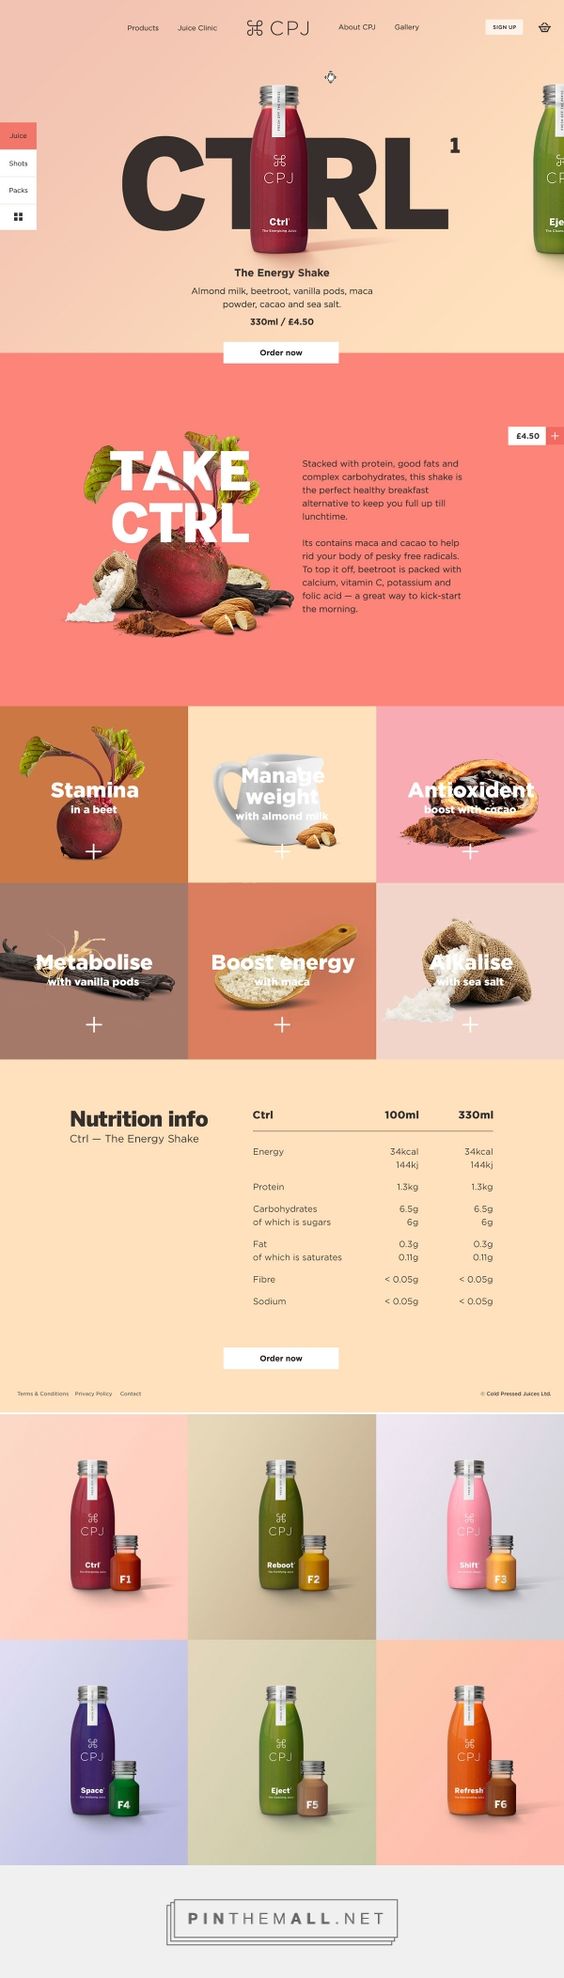 Products Juice Clinic ⌘ CPJ About CPJ Gallery SIGN UP
Juice
Shots
Packs
CTRL 1
CPJ
Ctrl
CPJ
Eje
The Energy Shake
Almond milk, beetroot, vanilla pods, maca
powder, cacao and sea salt.
330ml / £4.50
Order now
£4.50 +
TAKE
CTRL
Stacked with protein, good fats and
complex carbohydrates, this shake is
the perfect healthy breakfast
alternative to keep you full up till
lunchtime.
Its contains maca and cacao to help
rid your body of pesky free radicals.
To top it off, beetroot is packed with
calcium, vitamin C, potassium and
folic acid — a great way to kick-start
the morning.
Stamina
in a beet
+
Manage
weight
with almond milk
+
Antioxident
boost with cacao
+
Metabolise
with vanilla pods
+
Boost energy
with maca
+
Alkalise
with sea salt
+
Nutrition info
Ctrl — The Energy Shake
Ctrl 100ml 330ml
Energy 34kcal 34kcal
144kj 144kj
Protein 1.3kg 1.3kg
Carbohydrates 6.5g 6.5g
of which is sugars 6g 6g
Fat 0.3g 0.3g
of which is saturates 0.11g 0.11g
Fibre < 0.05g < 0.05g
Sodium < 0.05g < 0.05g
Order now
Terms & Conditions Privacy Policy Contact © Cold Pressed Juices Ltd.
CPJ
Ctrl
F1
CPJ
Reboot
F2
CPJ
Shift
F3
CPJ
Space
F4
CPJ
Eject
F5
CPJ
Refresh
F6
PINTHEMALL.NET